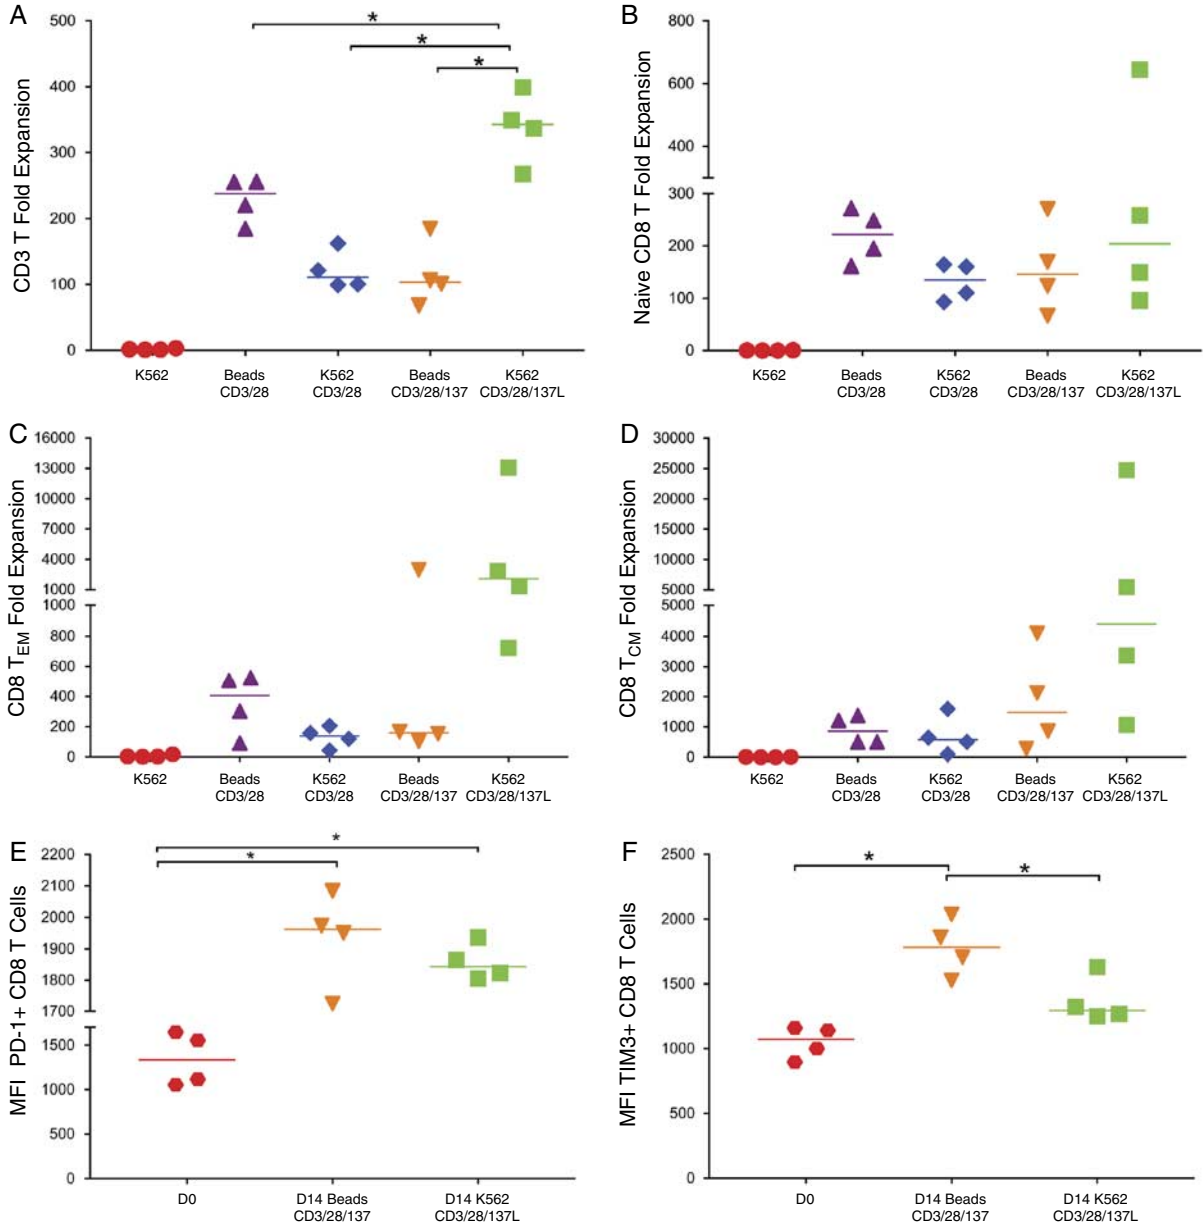 A
CD3 T Fold Expansion
500
400
300
200
100
0
*
*
*
K562
Beads
CD3/28
K562
CD3/28
Beads
CD3/28/137
K562
CD3/28/137L
B
Naive CD8 T Fold Expansion
800
600
400
300
200
100
0
K562
Beads
CD3/28
K562
CD3/28
Beads
CD3/28/137
K562
CD3/28/137L
C
CD8 TEM Fold Expansion
16000
13000
10000
7000
4000
1000
1000
800
600
400
200
0
K562
Beads
CD3/28
K562
CD3/28
Beads
CD3/28/137
K562
CD3/28/137L
D
CD8 TCM Fold Expansion
30000
25000
20000
15000
10000
5000
5000
4000
3000
2000
1000
0
K562
Beads
CD3/28
K562
CD3/28
Beads
CD3/28/137
K562
CD3/28/137L
E
MFI PD-1+ CD8 T Cells
2200
2100
2000
1900
1800
1700
1500
1000
500
0
*
*
D0
D14 Beads
CD3/28/137
D14 K562
CD3/28/137L
F
MFI TIM3+ CD8 T Cells
2500
2000
1500
1000
500
0
*
*
D0
D14 Beads
CD3/28/137
D14 K562
CD3/28/137L